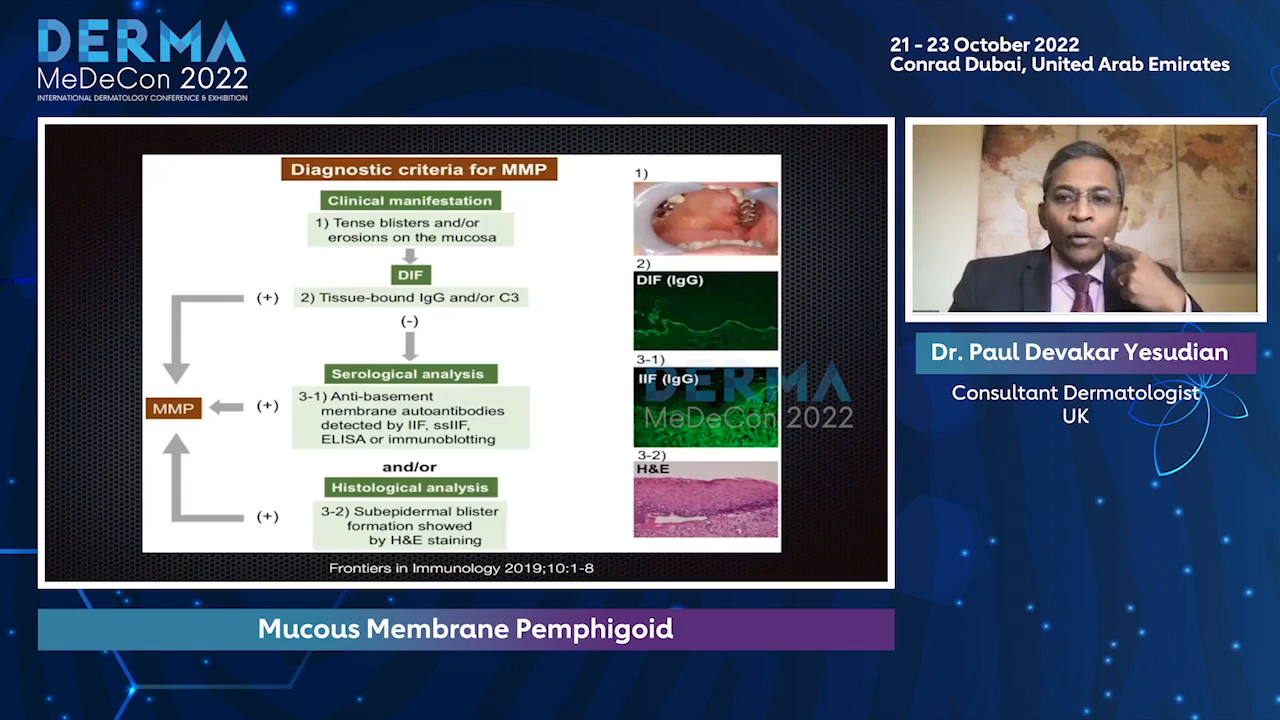 DERMA
MeDeCon 2022
INTERNATIONAL DERMATOLOGY CONFERENCE & EXHIBITION
21 – 23 October 2022
Conrad Dubai, United Arab Emirates
Diagnostic criteria for MMP
Clinical manifestation
1) Tense blisters and/or
erosions on the mucosa
DIF
(+)
2) Tissue-bound IgG and/or C3
(-)
Serological analysis
MMP
(+)
3-1) Anti-basement
membrane autoantibodies
detected by IIF, ssIIF,
ELISA or immunoblotting
and/or
Histological analysis
(+)
3-2) Subepidermal blister
formation showed
by H&E staining
1)
2)
DIF (IgG)
3-1)
IIF (IgG)
DERMA
MeDeCon 2022
3-2)
H&E
Frontiers in Immunology 2019;10:1-8
Dr. Paul Devakar Yesudian
Consultant Dermatologist
UK
Mucous Membrane Pemphigoid